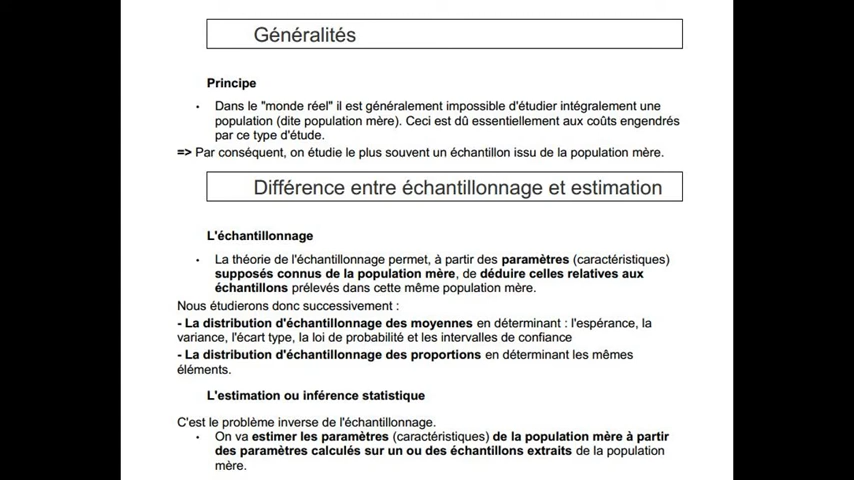 Généralités
Principe
• Dans le "monde réel" il est généralement impossible d'étudier intégralement une
population (dite population mère). Ceci est dû essentiellement aux coûts engendrés
par ce type d'étude.
=> Par conséquent, on étudie le plus souvent un échantillon issu de la population mère.
Différence entre échantillonnage et estimation
L'échantillonnage
• La théorie de l'échantillonnage permet, à partir des paramètres (caractéristiques)
supposés connus de la population mère, de déduire celles relatives aux
échantillons prélevés dans cette même population mère.
Nous étudierons donc successivement :
- La distribution d'échantillonnage des moyennes en déterminant : l'espérance, la
variance, l'écart type, la loi de probabilité et les intervalles de confiance
- La distribution d'échantillonnage des proportions en déterminant les mêmes
éléments.
L'estimation ou inférence statistique
C'est le problème inverse de l'échantillonnage.
• On va estimer les paramètres (caractéristiques) de la population mère à partir
des paramètres calculés sur un ou des échantillons extraits de la population
mère.